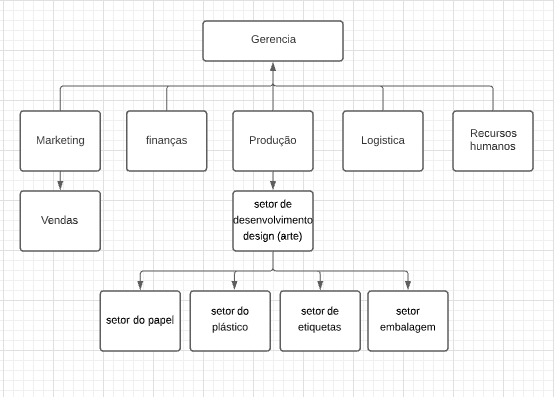 Gerencia
Marketing
finanças
Produção
Logistica
Recursos
humanos
Vendas
setor de
desenvolvimento
design (arte)
setor do papel
setor do
plástico
setor de
etiquetas
setor
embalagem